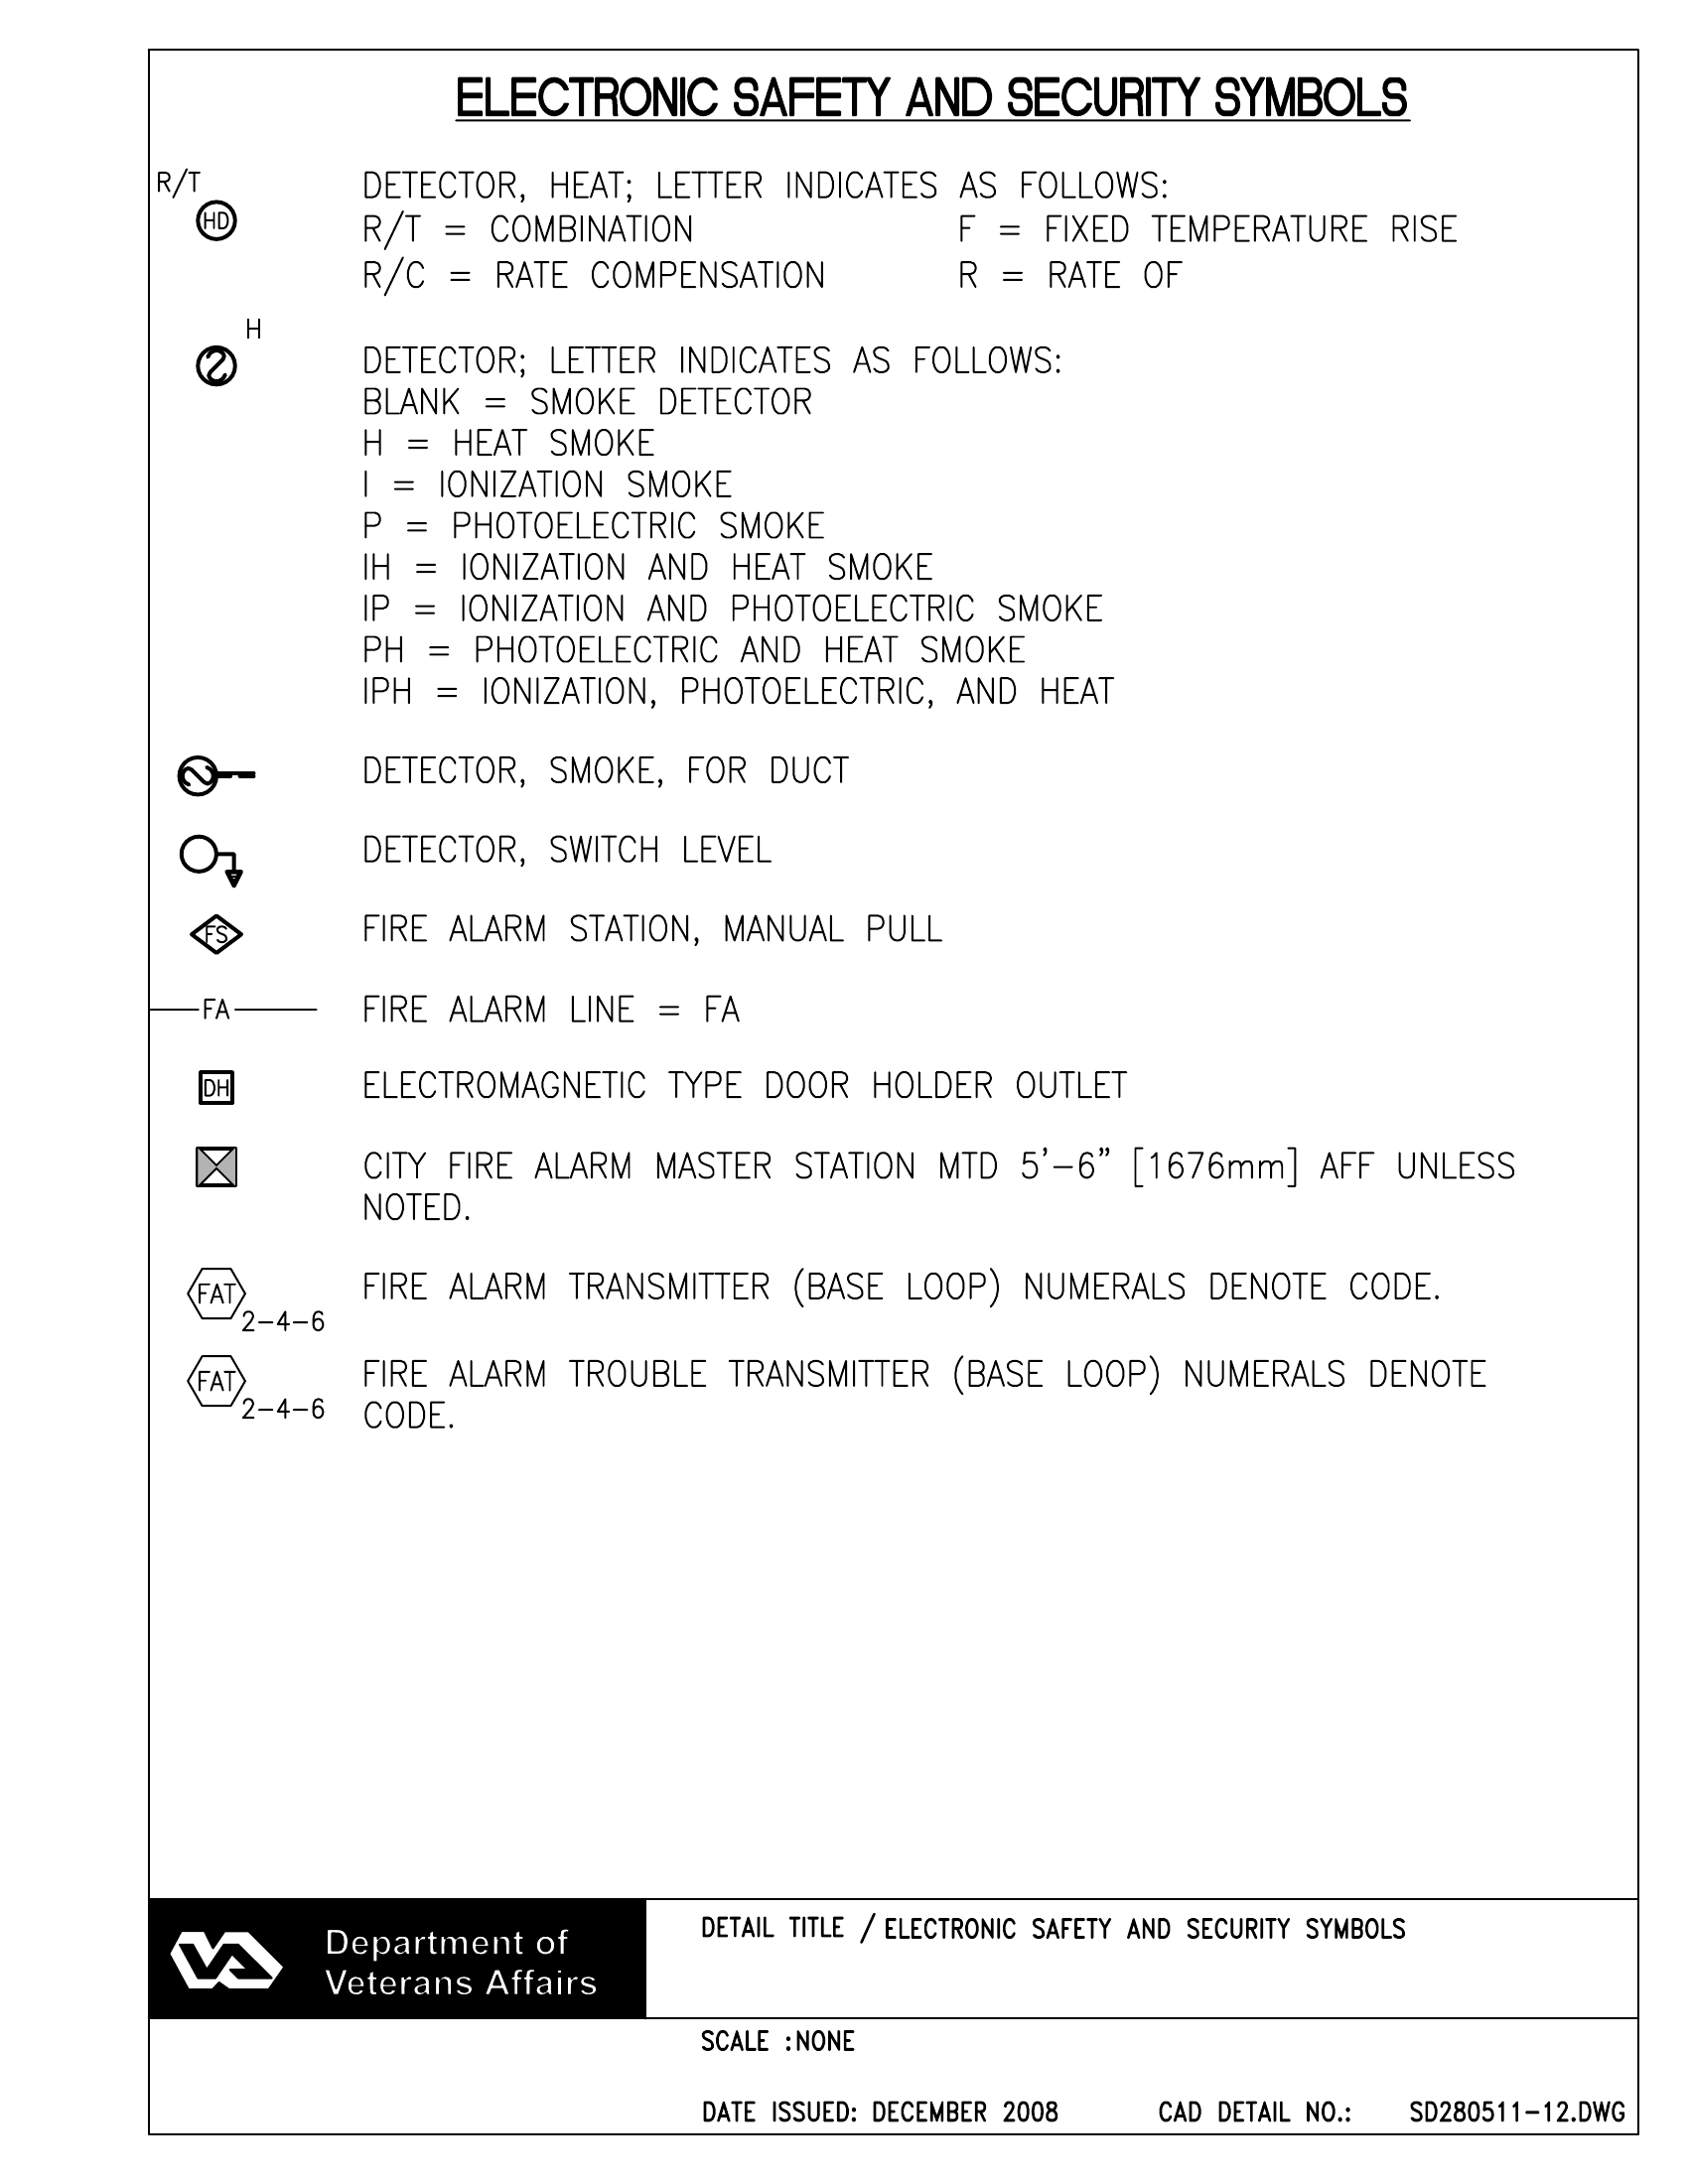 ELECTRONIC SAFETY AND SECURITY SYMBOLS
R/T
HD
DETECTOR, HEAT; LETTER INDICATES AS FOLLOWS:
R/T = COMBINATION F = FIXED TEMPERATURE RISE
R/C = RATE COMPENSATION R = RATE OF
H
DETECTOR; LETTER INDICATES AS FOLLOWS:
BLANK = SMOKE DETECTOR
H = HEAT SMOKE
I = IONIZATION SMOKE
P = PHOTOELECTRIC SMOKE
IH = IONIZATION AND HEAT SMOKE
IP = IONIZATION AND PHOTOELECTRIC SMOKE
PH = PHOTOELECTRIC AND HEAT SMOKE
IPH = IONIZATION, PHOTOELECTRIC, AND HEAT
DETECTOR, SMOKE, FOR DUCT
DETECTOR, SWITCH LEVEL
FS FIRE ALARM STATION, MANUAL PULL
FA FIRE ALARM LINE = FA
DH ELECTROMAGNETIC TYPE DOOR HOLDER OUTLET
CITY FIRE ALARM MASTER STATION MTD 5'-6" [1676mm] AFF UNLESS
NOTED.
FAT FIRE ALARM TRANSMITTER (BASE LOOP) NUMERALS DENOTE CODE.
2-4-6
FAT FIRE ALARM TROUBLE TRANSMITTER (BASE LOOP) NUMERALS DENOTE
2-4-6 CODE.
Department of
Veterans Affairs
DETAIL TITLE / ELECTRONIC SAFETY AND SECURITY SYMBOLS
SCALE :NONE
DATE ISSUED: DECEMBER 2008 CAD DETAIL NO.: SD280511-12.DWG